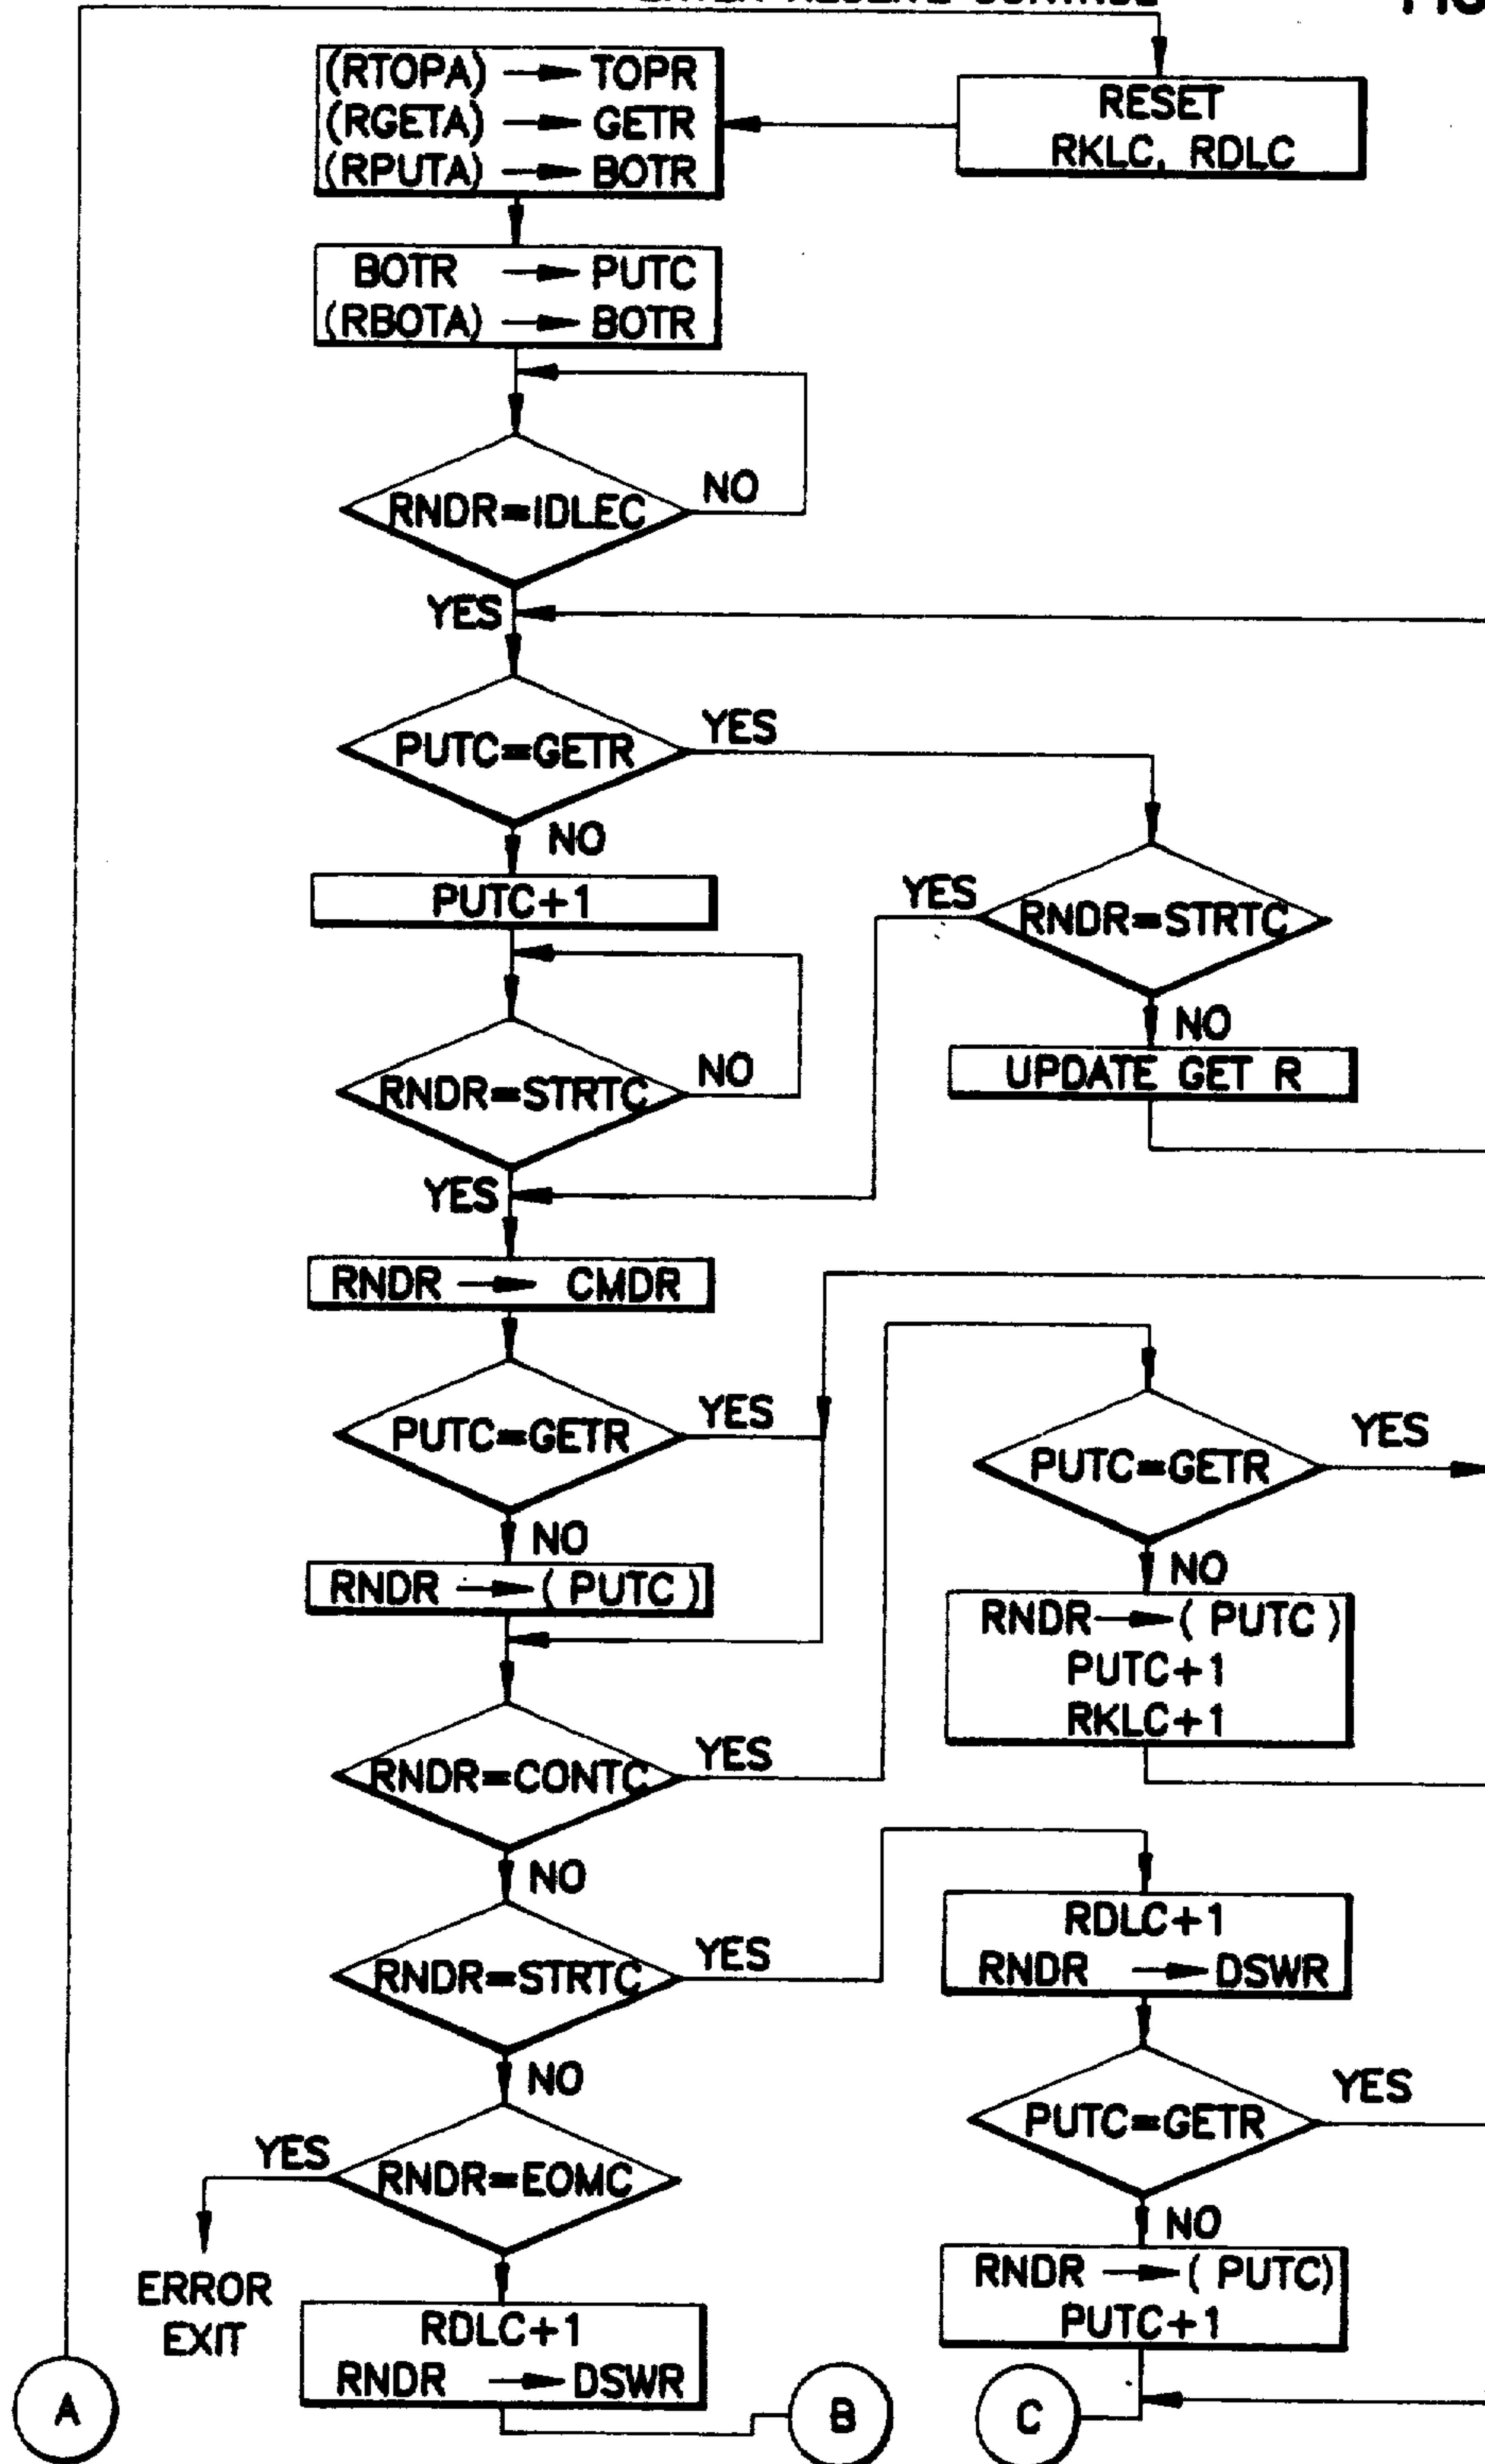 FIG
(RTOPA) → TOPR
(RGETA) → GETR
(RPUTA) → BOTR
RESET
RKLC, RDLC
BOTR → PUTC
(RBOTA) → BOTR
RNDR=IDLEC
NO
YES
PUTC=GETR
YES
NO
PUTC+1
RNDR=STRTC
YES
NO
UPDATE GET R
RNDR=STRTC
NO
YES
RNDR → CMDR
PUTC=GETR
YES
NO
RNDR → ( PUTC )
PUTC=GETR
YES
NO
RNDR → ( PUTC )
PUTC+1
RKLC+1
RNDR=CONTC
YES
NO
RNDR=STRTC
YES
NO
RDLC+1
RNDR → DSWR
PUTC=GETR
YES
NO
RNDR → ( PUTC)
PUTC+1
RNDR=EOMC
YES
ERROR
EXIT
RDLC+1
RNDR → DSWR
A
B
C